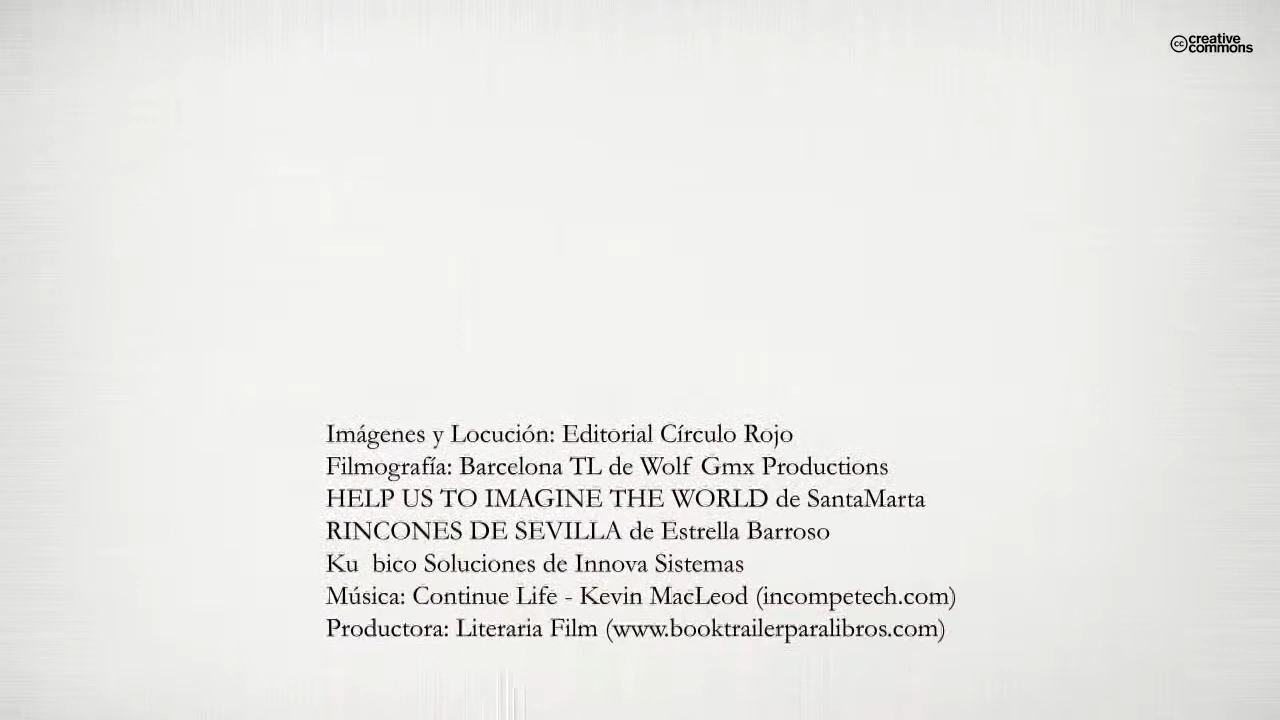 cc creative
commons
Imágenes y Locución: Editorial Círculo Rojo
Filmografía: Barcelona TL de Wolf Gmx Productions
HELP US TO IMAGINE THE WORLD de SantaMarta
RINCONES DE SEVILLA de Estrella Barroso
Ku bico Soluciones de Innova Sistemas
Música: Continue Life - Kevin MacLeod (incompetech.com)
Productora: Literaria Film (www.booktrailerparalibros.com)